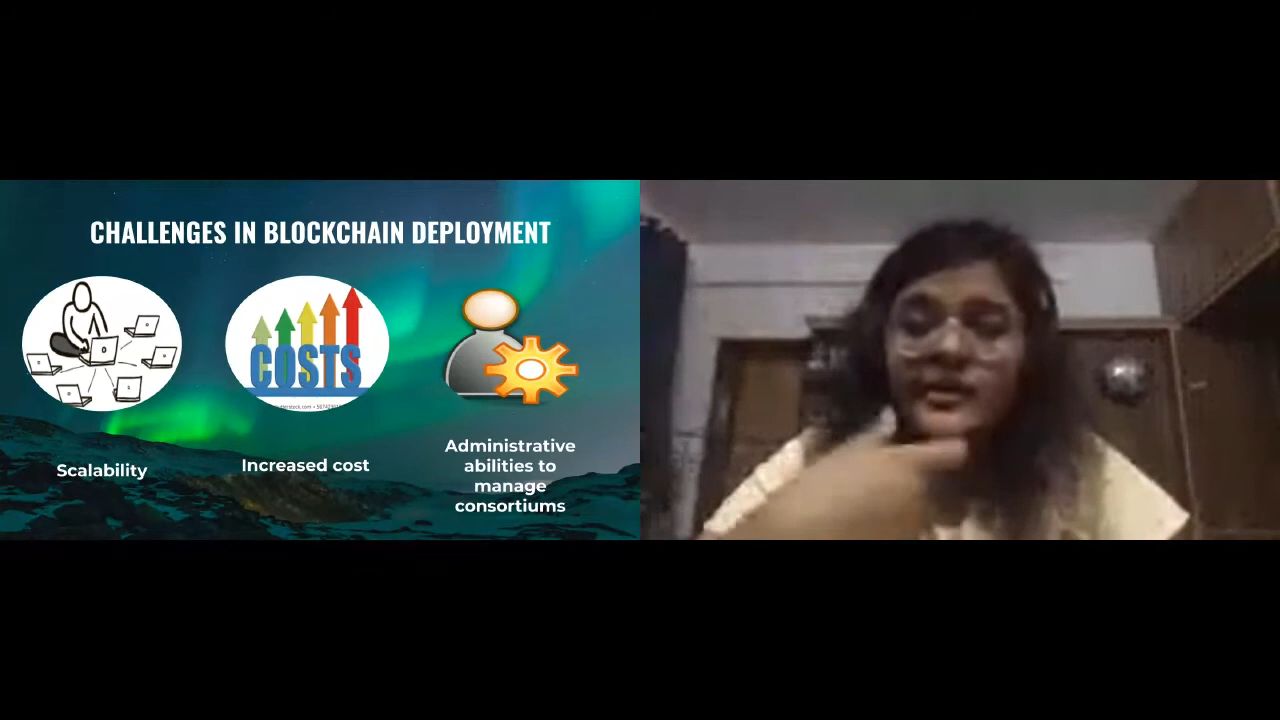 CHALLENGES IN BLOCKCHAIN DEPLOYMENT
COSTS
Scalability
Increased cost
Administrative
abilities to
manage
consortiums